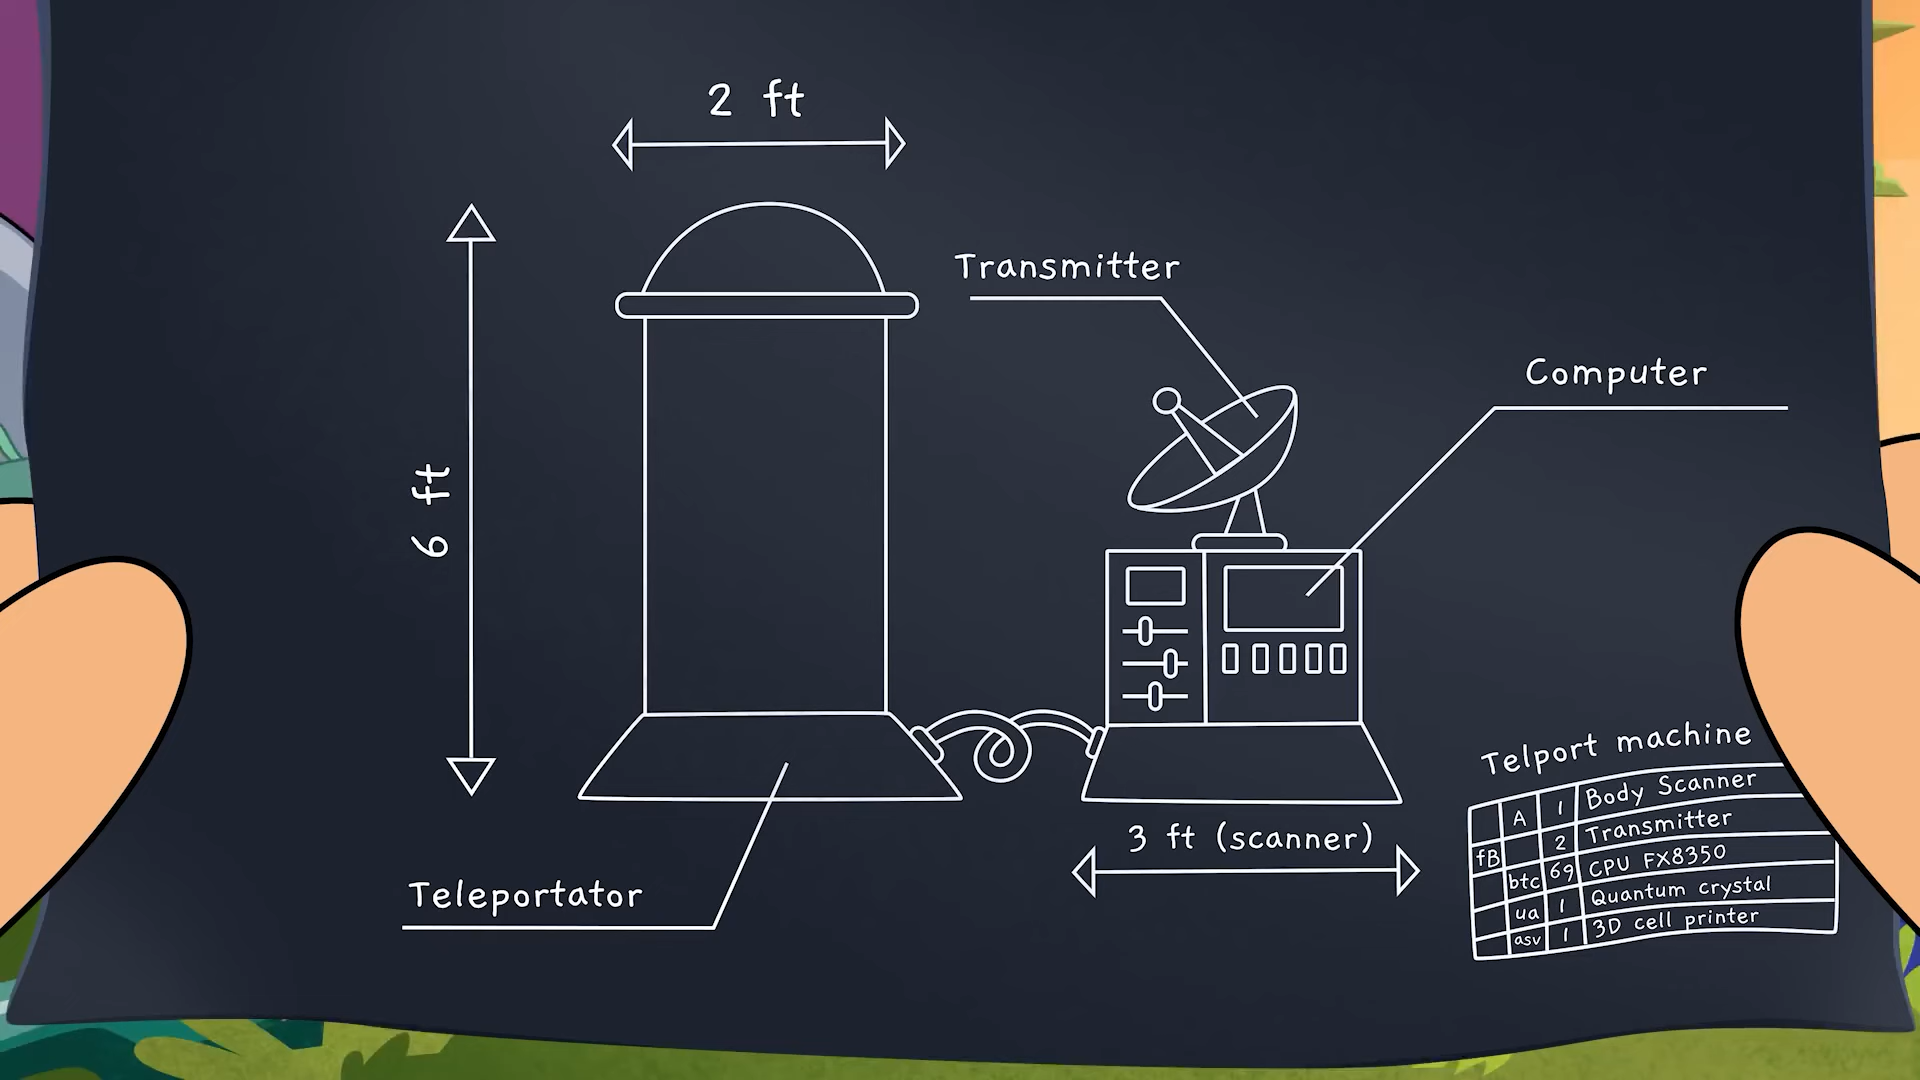 2 ft
Transmitter
Computer
6 ft
Telport machine
A 1 Body Scanner
fB 2 Transmitter
btc 69 CPU FX8350
ua 1 Quantum crystal
asv 1 3D cell printer
3 ft (scanner)
Teleportator